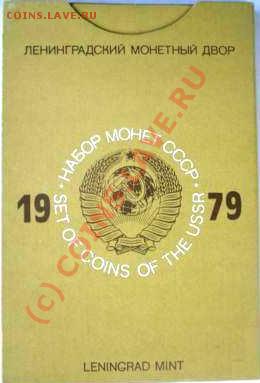 COINS.LAVE.RU
ЛЕНИНГРАДСКИЙ МОНЕТНЫЙ ДВОР
• НАБОР МОНЕТ СССР •
19 79
SET OF COINS OF THE USSR
LENINGRAD MINT
(c) COINS.LAVE.RU